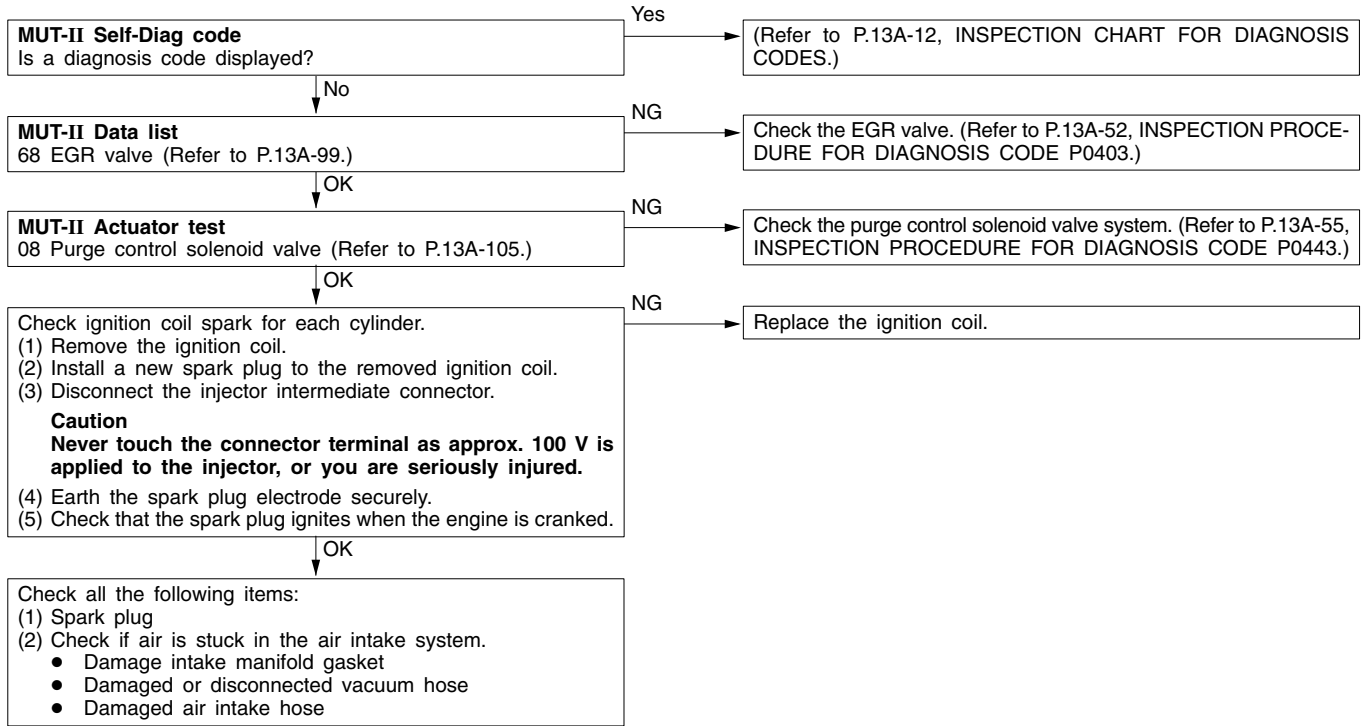 MUT-II Self-Diag code
Is a diagnosis code displayed?
Yes
(Refer to P.13A-12, INSPECTION CHART FOR DIAGNOSIS
CODES.)
No
MUT-II Data list
68 EGR valve (Refer to P.13A-99.)
NG
Check the EGR valve. (Refer to P.13A-52, INSPECTION PROCE-
DURE FOR DIAGNOSIS CODE P0403.)
OK
MUT-II Actuator test
08 Purge control solenoid valve (Refer to P.13A-105.)
NG
Check the purge control solenoid valve system. (Refer to P.13A-55,
INSPECTION PROCEDURE FOR DIAGNOSIS CODE P0443.)
OK
Check ignition coil spark for each cylinder.
(1) Remove the ignition coil.
(2) Install a new spark plug to the removed ignition coil.
(3) Disconnect the injector intermediate connector.
Caution
Never touch the connector terminal as approx. 100 V is
applied to the injector, or you are seriously injured.
(4) Earth the spark plug electrode securely.
(5) Check that the spark plug ignites when the engine is cranked.
NG
Replace the ignition coil.
OK
Check all the following items:
(1) Spark plug
(2) Check if air is stuck in the air intake system.
● Damage intake manifold gasket
● Damaged or disconnected vacuum hose
● Damaged air intake hose